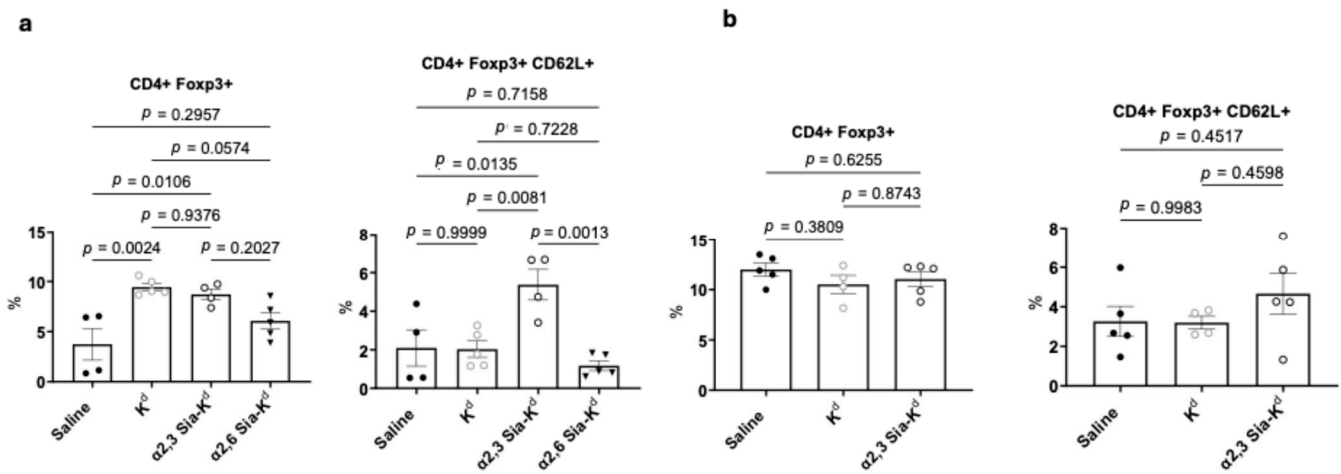 a
CD4+ Foxp3+
p = 0.2957
p = 0.0574
p = 0.0106
p = 0.9376
p = 0.0024
p = 0.2027
15
10
5
0
%
Saline
Kᵈ
α2,3 Sia-Kᵈ
α2,6 Sia-Kᵈ
CD4+ Foxp3+ CD62L+
p = 0.7158
p = 0.7228
p = 0.0135
p = 0.0081
p = 0.9999
p = 0.0013
8
6
4
2
0
%
Saline
Kᵈ
α2,3 Sia-Kᵈ
α2,6 Sia-Kᵈ
b
CD4+ Foxp3+
p = 0.6255
p = 0.8743
p = 0.3809
15
10
5
0
%
Saline
Kᵈ
α2,3 Sia-Kᵈ
CD4+ Foxp3+ CD62L+
p = 0.4517
p = 0.4598
p = 0.9983
8
6
4
2
0
%
Saline
Kᵈ
α2,3 Sia-Kᵈ